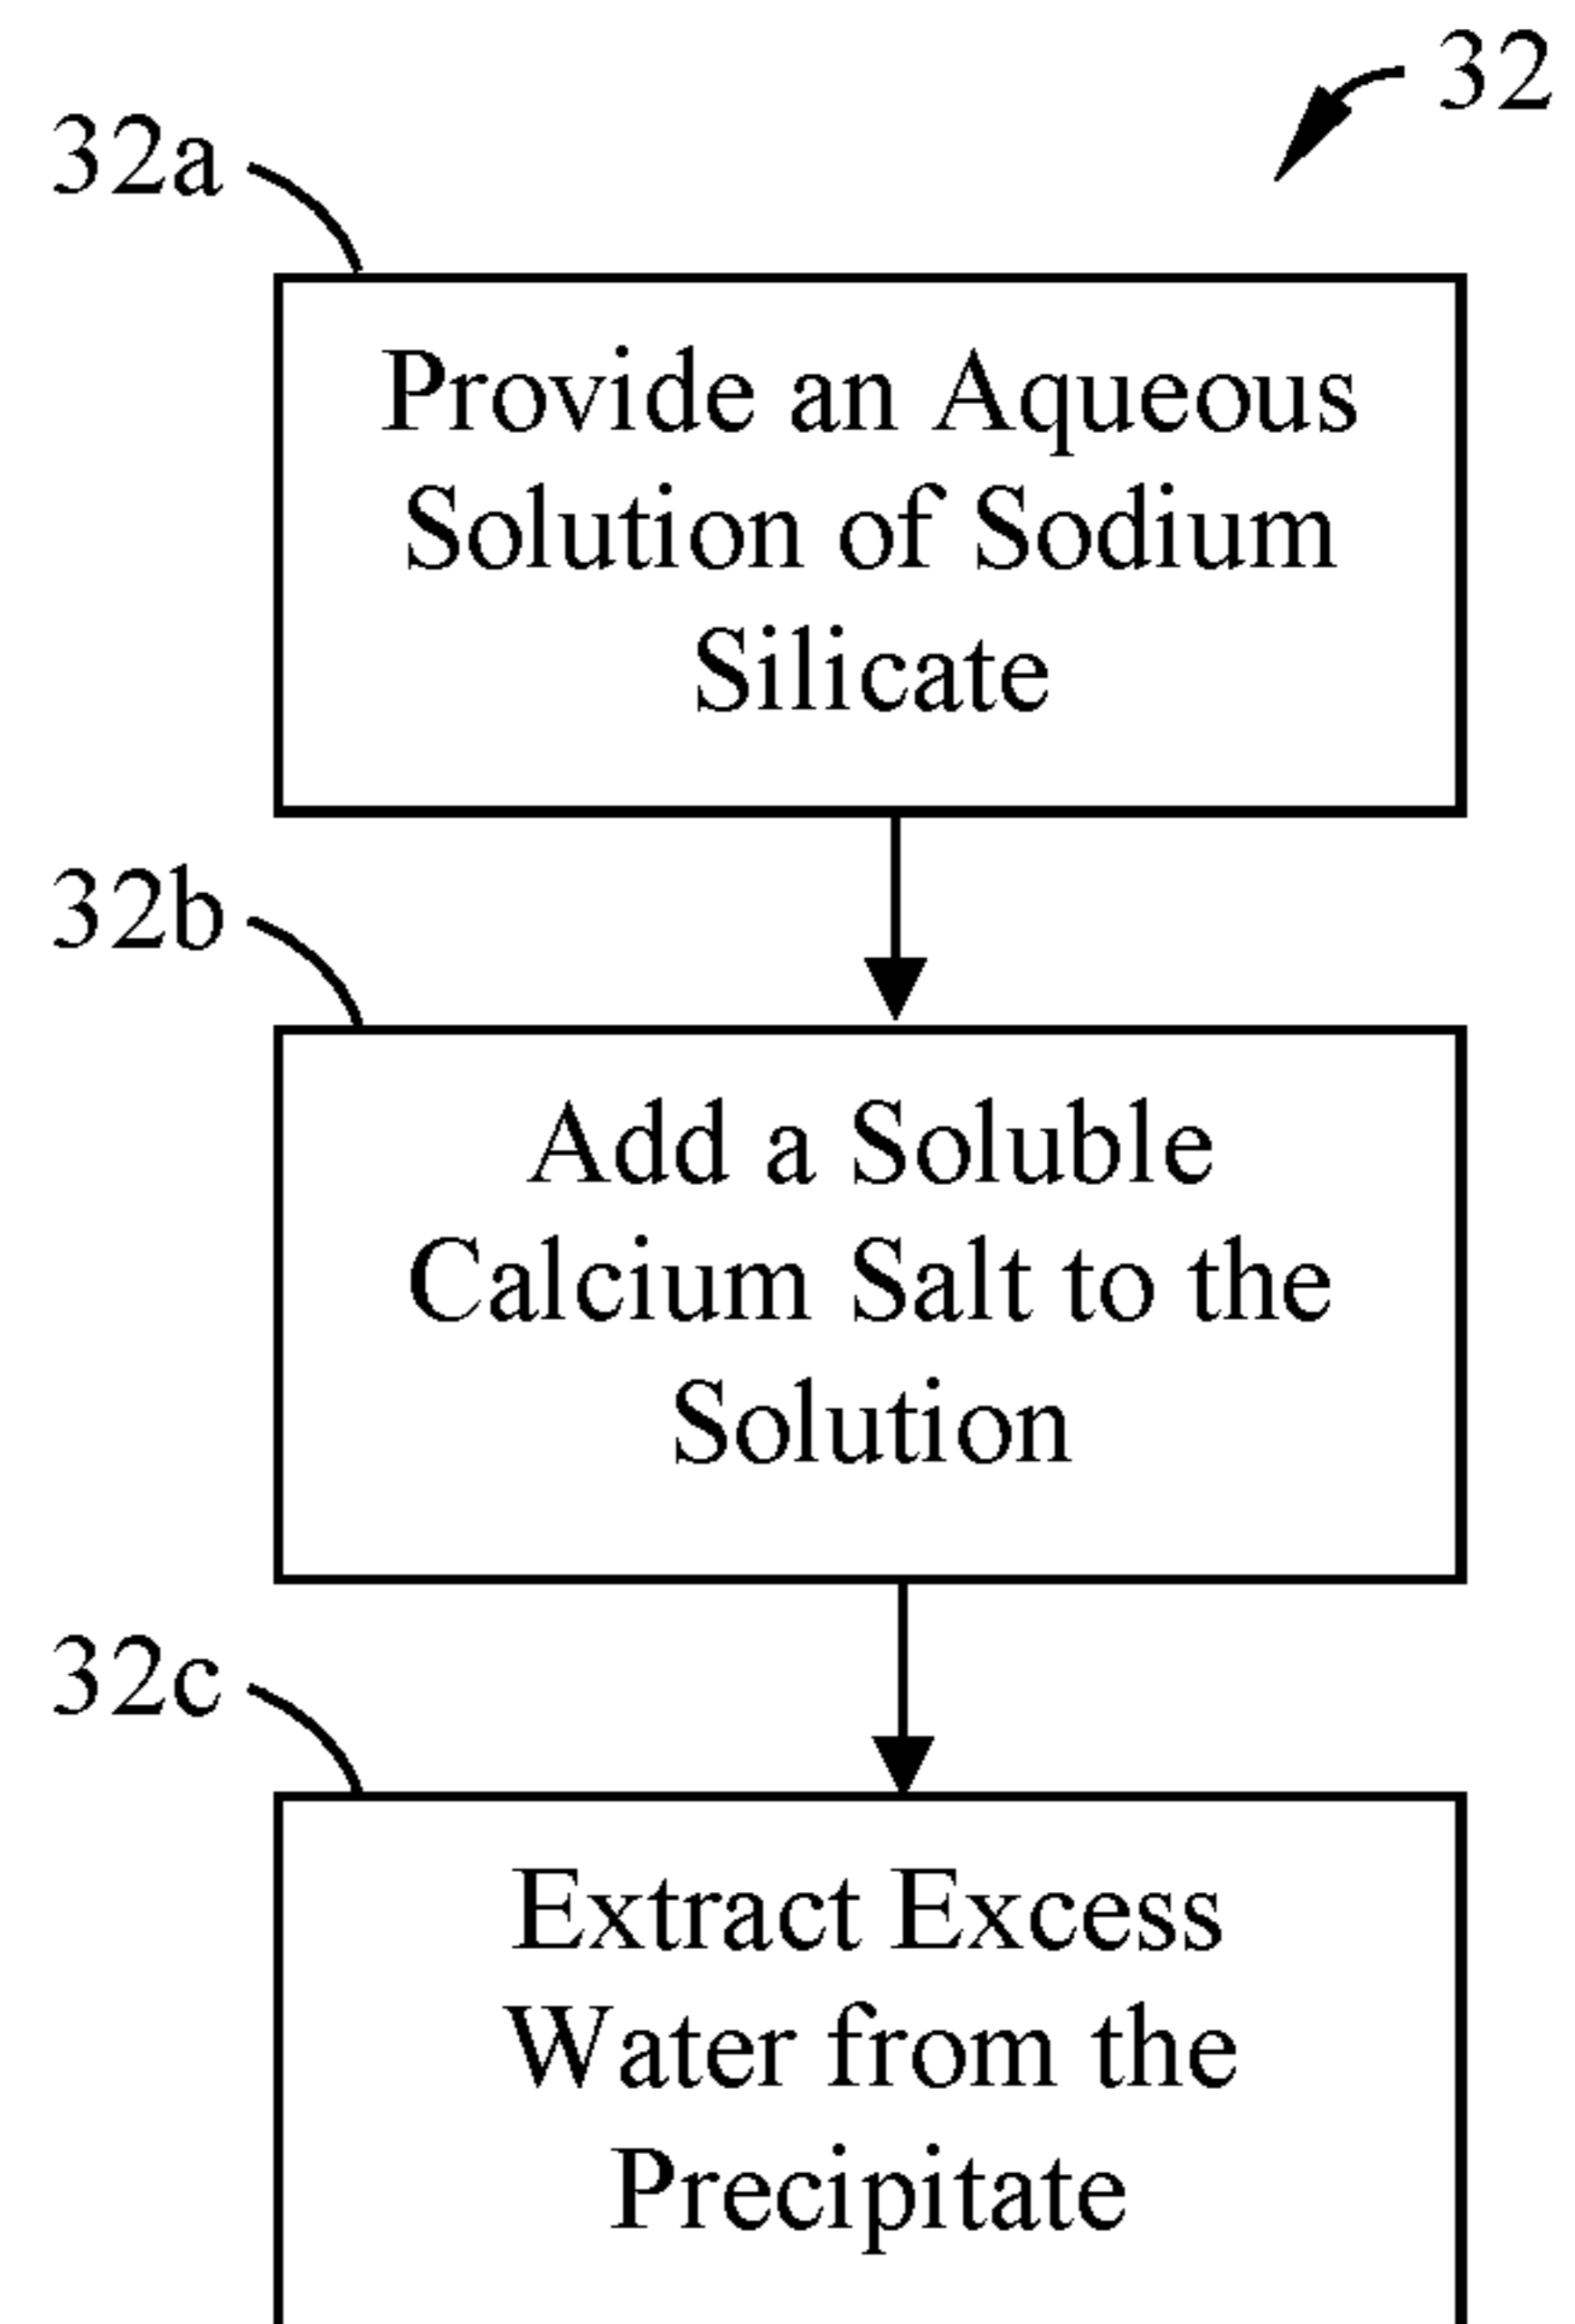 32
32a
Provide an Aqueous
Solution of Sodium
Silicate
32b
Add a Soluble
Calcium Salt to the
Solution
32c
Extract Excess
Water from the
Precipitate